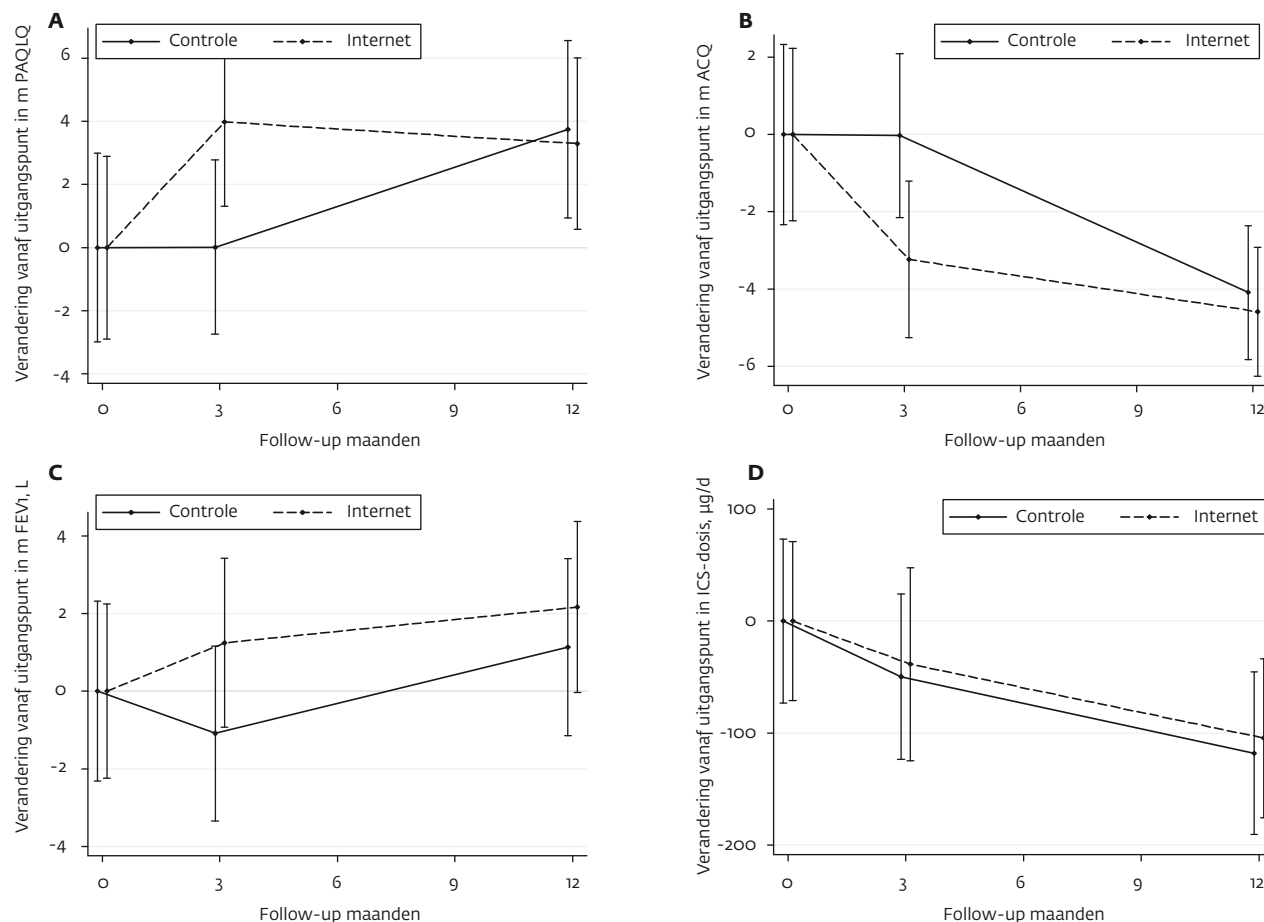 A
Controle Internet
Verandering vanaf uitgangspunt in m PAQLQ
6
4
2
0
-2
-4
0 3 6 9 12
Follow-up maanden
B
Controle Internet
Verandering vanaf uitgangspunt in m ACQ
2
0
-2
-4
-6
0 3 6 9 12
Follow-up maanden
C
Controle Internet
Verandering vanaf uitgangspunt in m FEV1, L
4
2
0
-2
-4
0 3 6 9 12
Follow-up maanden
D
Controle Internet
Verandering vanaf uitgangspunt in ICS-dosis, µg/d
100
0
-100
-200
0 3 6 9 12
Follow-up maanden